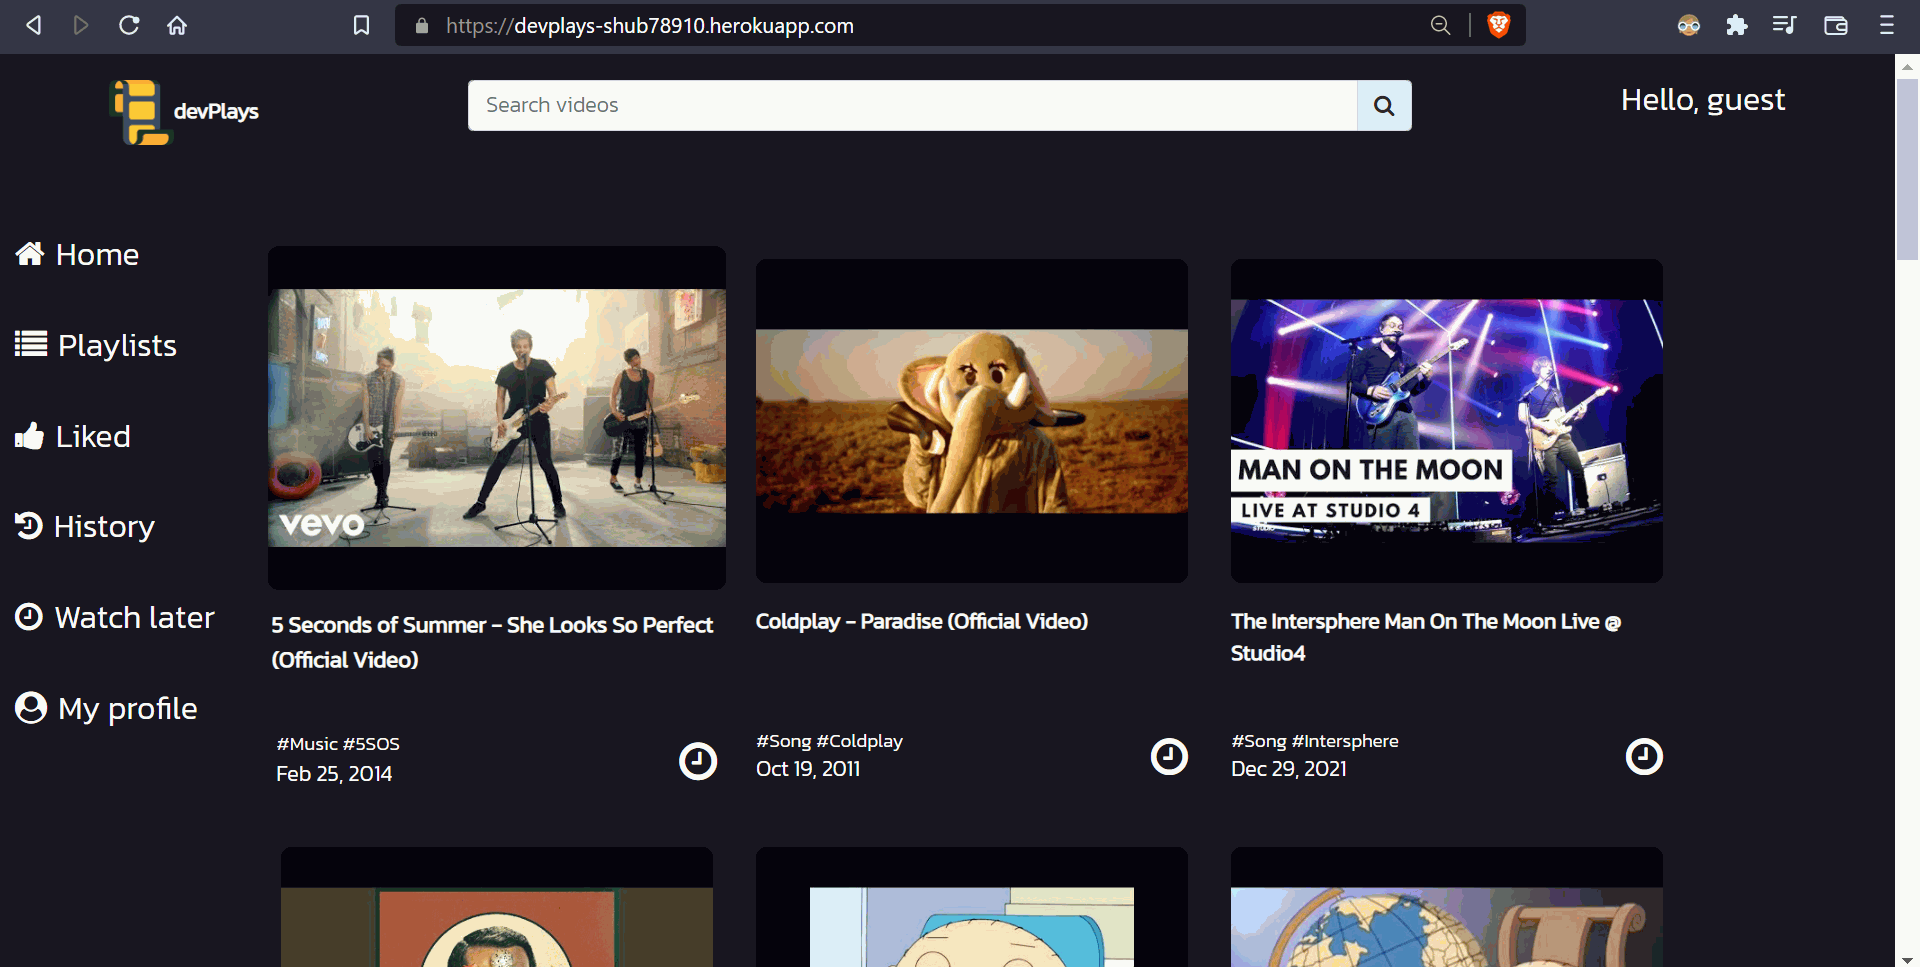 https://devplays-shub78910.herokuapp.com
devPlays
Search videos
Hello, guest
Home
Playlists
Liked
History
Watch later
My profile
vevo
5 Seconds of Summer - She Looks So Perfect
(Official Video)
#Music #5SOS
Feb 25, 2014
Coldplay - Paradise (Official Video)
#Song #Coldplay
Oct 19, 2011
MAN ON THE MOON
LIVE AT STUDIO 4
The Intersphere Man On The Moon Live @
Studio4
#Song #Intersphere
Dec 29, 2021